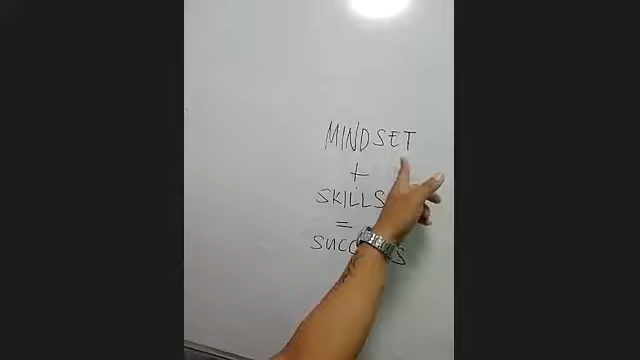 MINDSET
+
SKILLS
=
SUCCESS